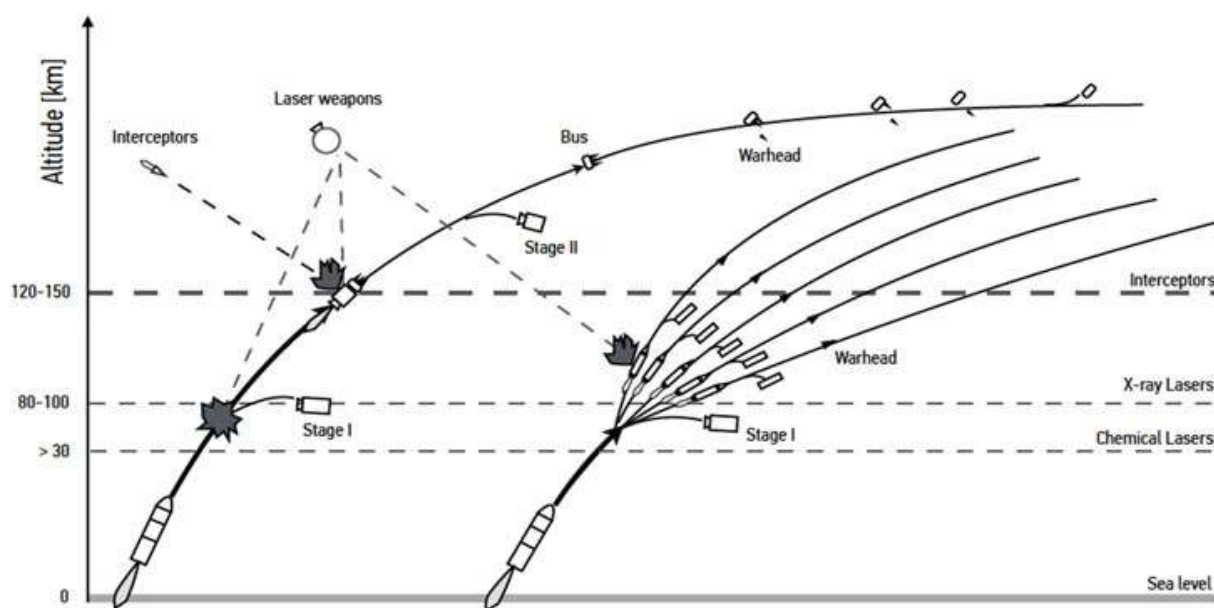 Altitude [km]
Laser weapons
Interceptors
Bus
Warhead
Stage II
120-150
Interceptors
Warhead
80-100
X-ray Lasers
Stage I
Stage I
Chemical Lasers
> 30
Sea level
0